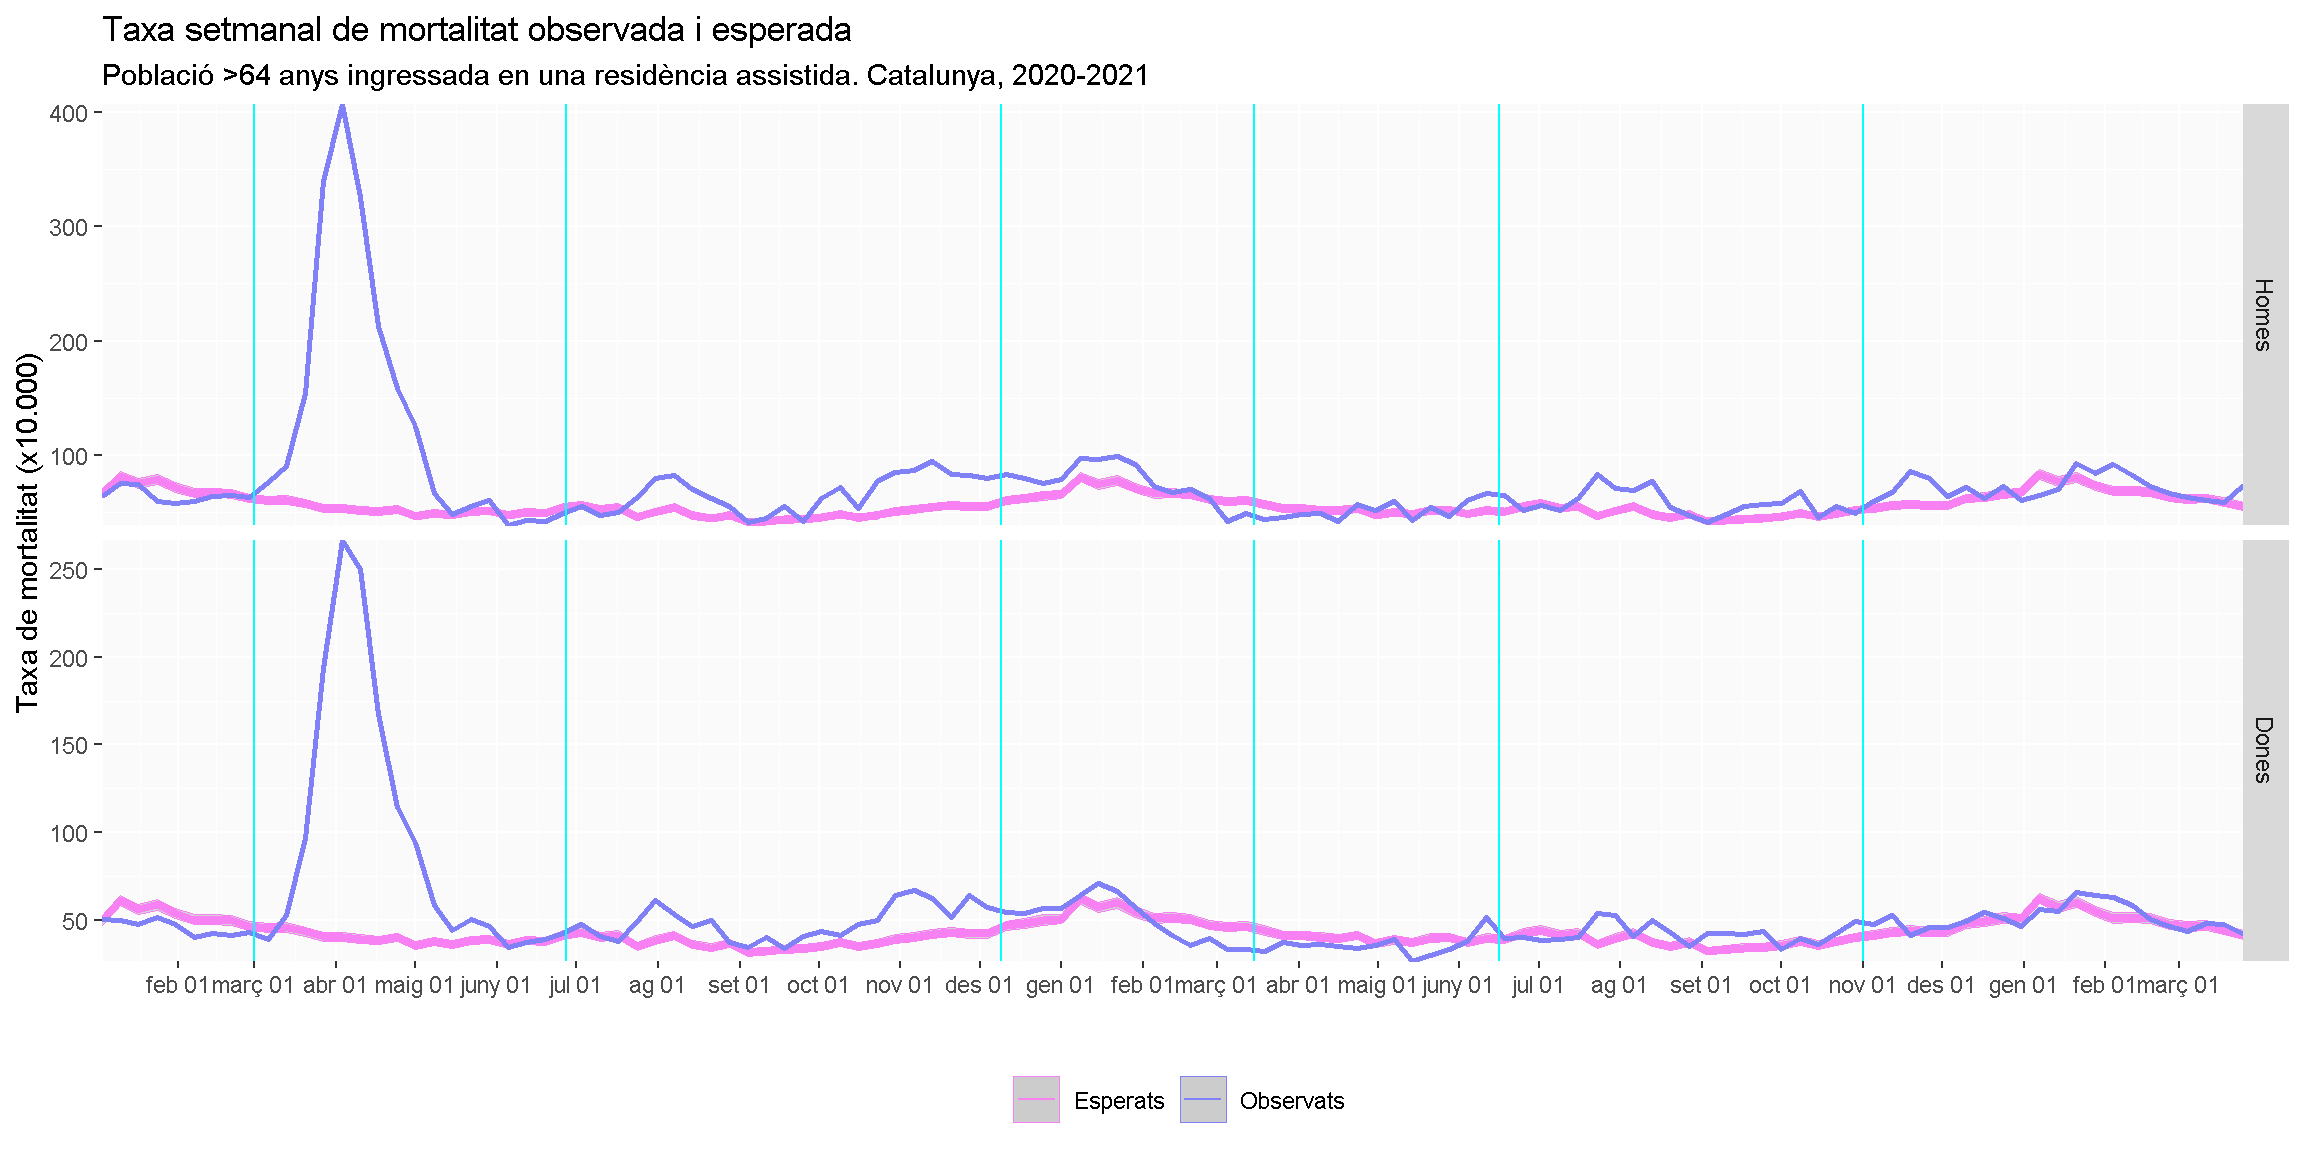 Taxa setmanal de mortalitat observada i esperada
Població >64 anys ingressada en una residència assistida. Catalunya, 2020-2021
Taxa de mortalitat (x10.000)
400
300
200
100
Homes
250
200
150
100
50
Dones
feb 01 març 01 abr 01 maig 01 juny 01 jul 01 ag 01 set 01 oct 01 nov 01 des 01 gen 01 feb 01 març 01 abr 01 maig 01 juny 01 jul 01 ag 01 set 01 oct 01 nov 01 des 01 gen 01 feb 01 març 01
Esperats Observats